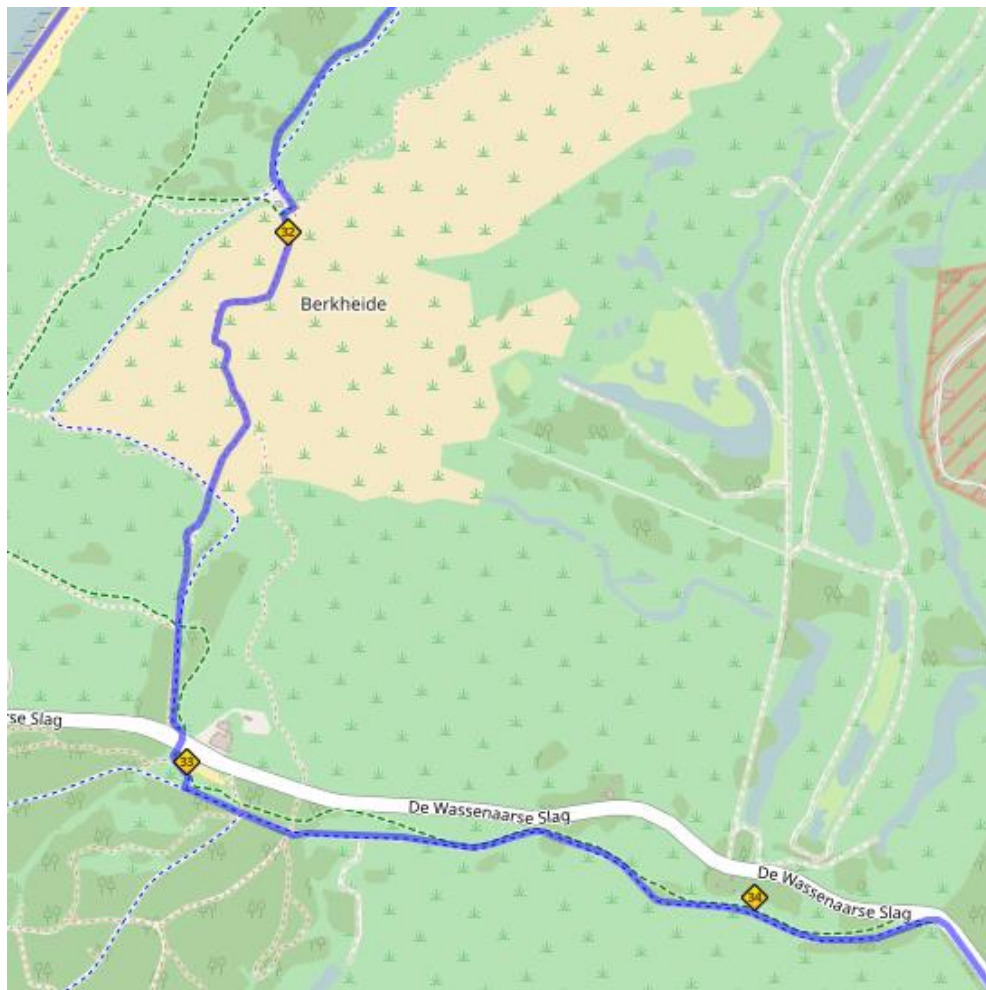 32
Berkheide
rse Slag
33
De Wassenaarse Slag
De Wassenaarse Slag
34